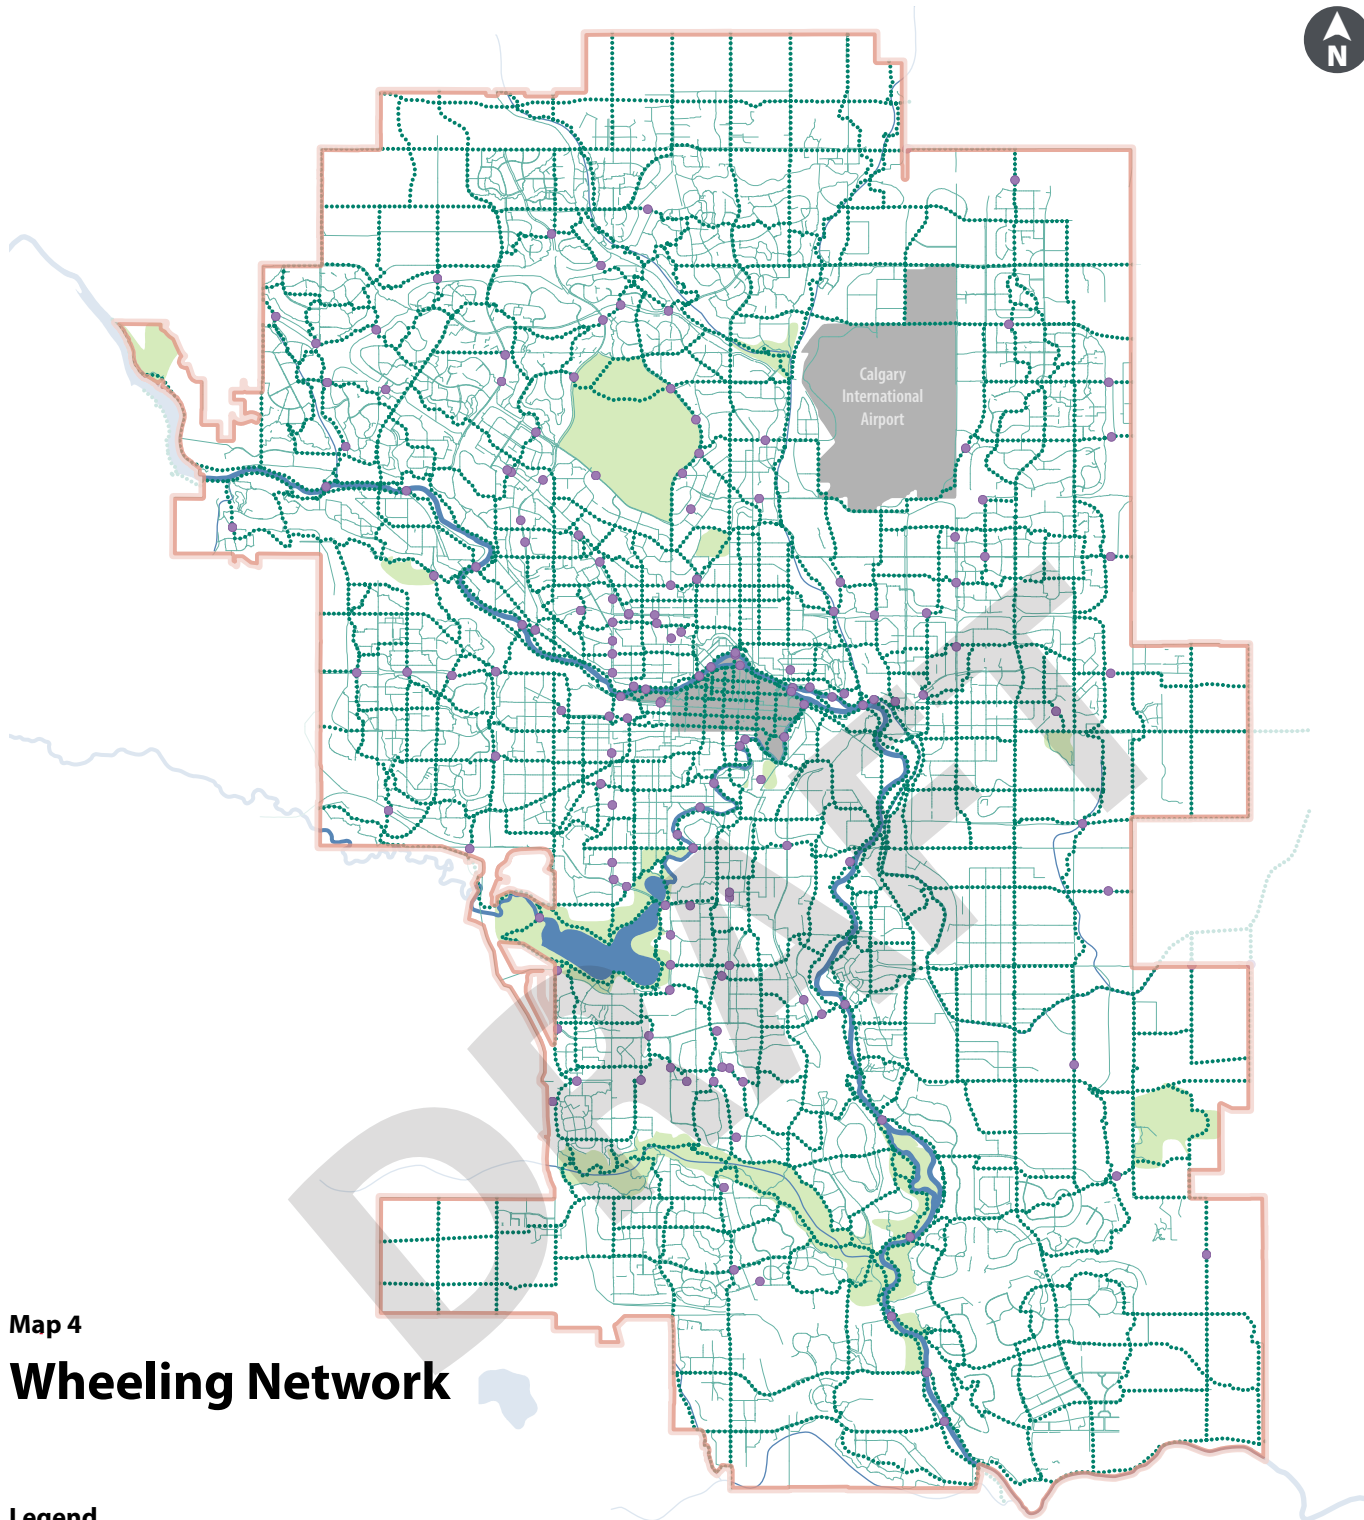 N
Calgary
International
Airport
DRAFT
Map 4
Wheeling Network
Legend